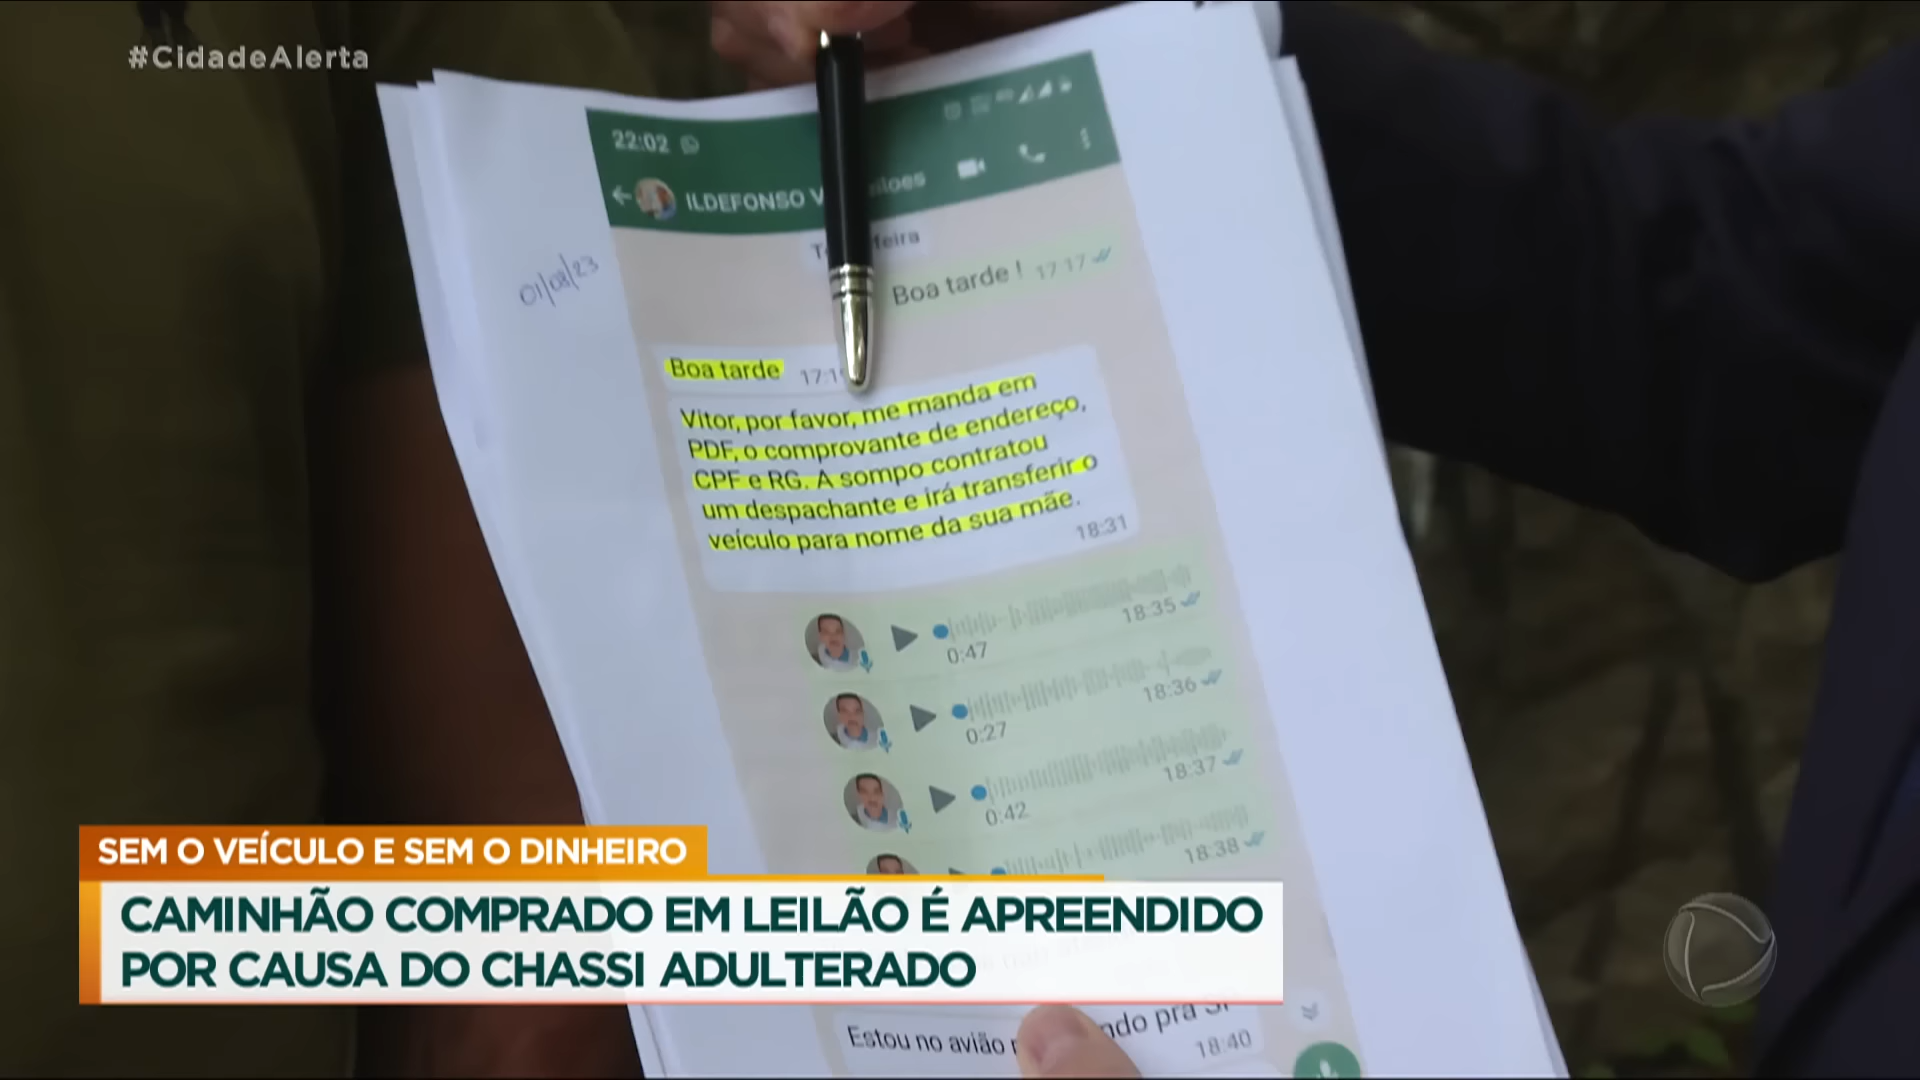 #CidadeAlerta
22:02
ILDEFONSO
feira
Boa tarde ! 17:17
01/08/23
Boa tarde
Vitor, por favor, me manda em
PDF, o comprovante de endereço,
CPF e RG. A sompo contratou
um despachante e irá transferir o
veículo para nome da sua mãe.
18:31
18:35
0:47
18:36
0:27
18:37
0:42
18:38
SEM O VEÍCULO E SEM O DINHEIRO
CAMINHÃO COMPRADO EM LEILÃO É APREENDIDO
POR CAUSA DO CHASSI ADULTERADO
Estou no avião pra
18:40